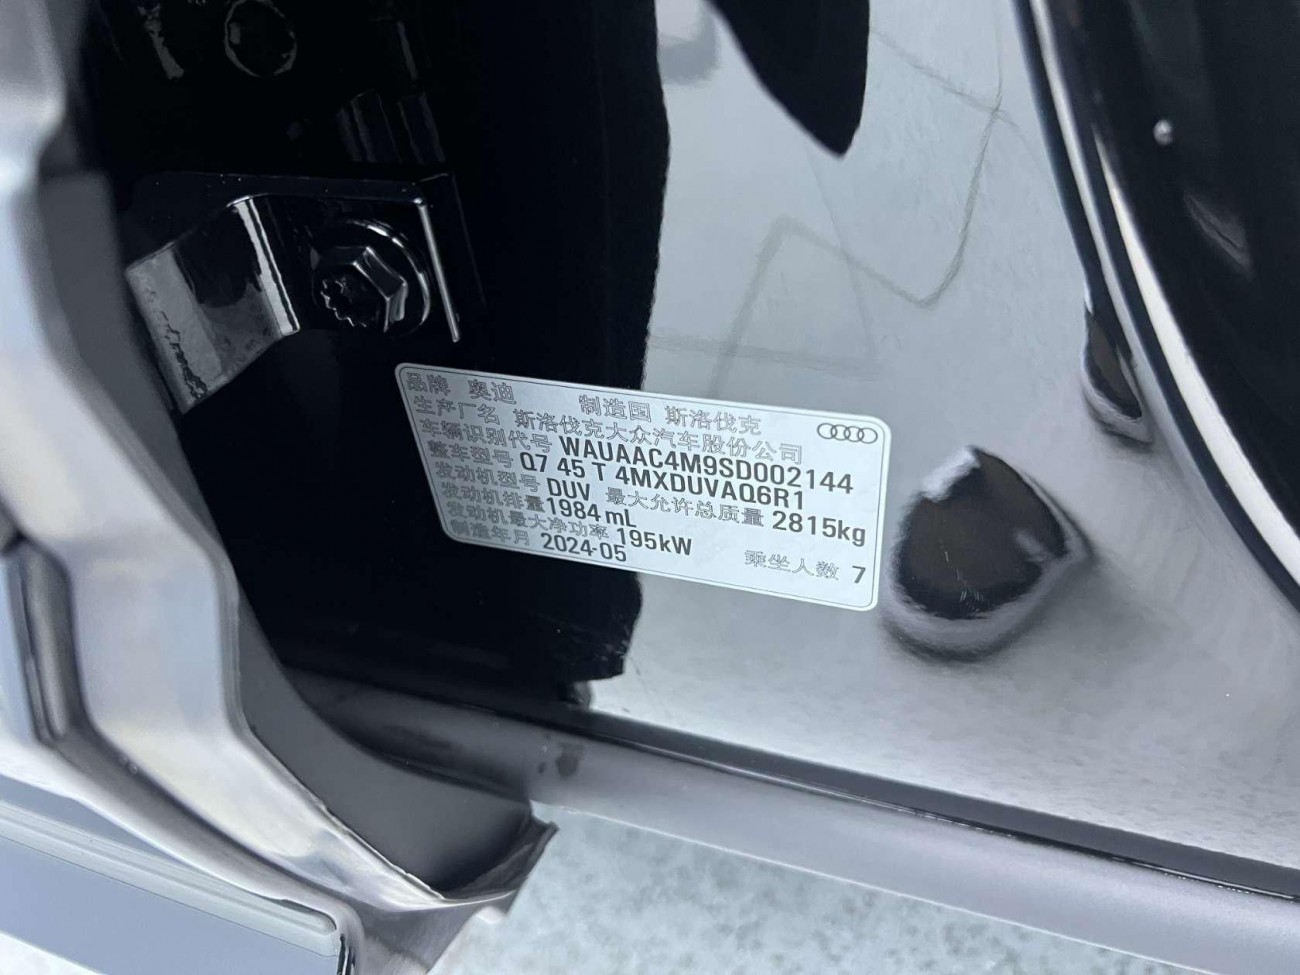 品牌 奥迪 制造国 斯洛伐克
生产厂名 斯洛伐克大众汽车股份公司
车辆识别代号 WAUAAC4M9SD002144
整车型号 Q7 45 T 4MXDUVAQ6R1
发动机型号 DUV 最大允许总质量 2815kg
发动机排量 1984 mL
发动机最大净功率 195kW
制造年月 2024-05 乘坐人数 7